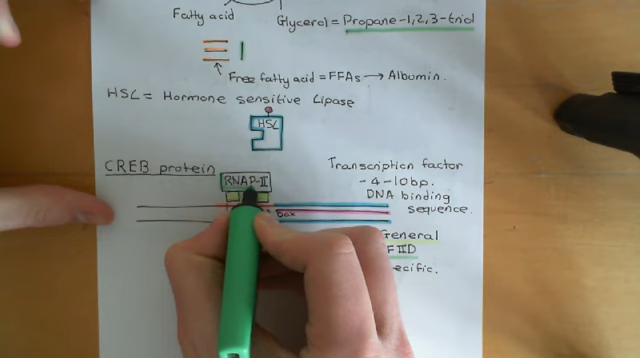 Fatty acid
Glycerol = Propane-1,2,3-triol
Free fatty acid = FFAs → Albumin.
HSL = Hormone sensitive Lipase
HSL
CREB protein
RNAP-II
Transcription factor
- 4-10bp.
DNA binding
sequence.
Box
General
FIID
ecific.